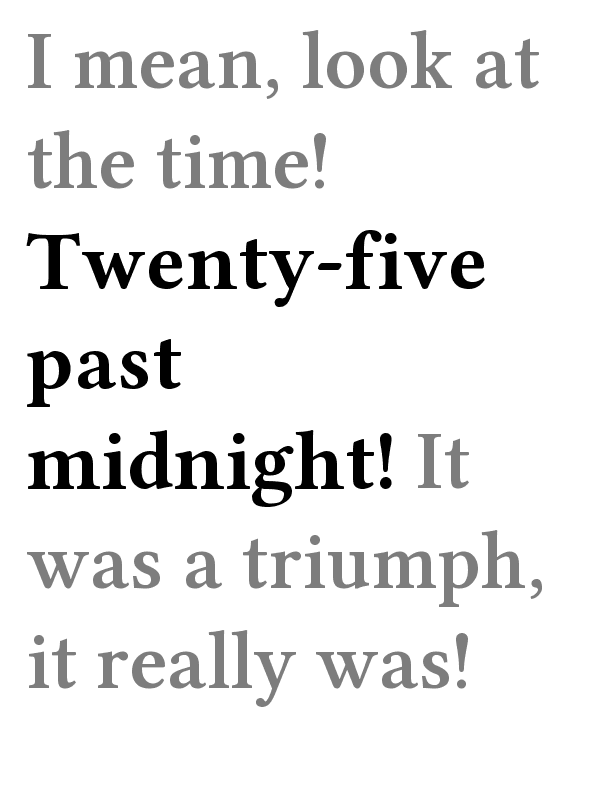 I mean, look at
the time!
Twenty-five
past
midnight! It
was a triumph,
it really was!